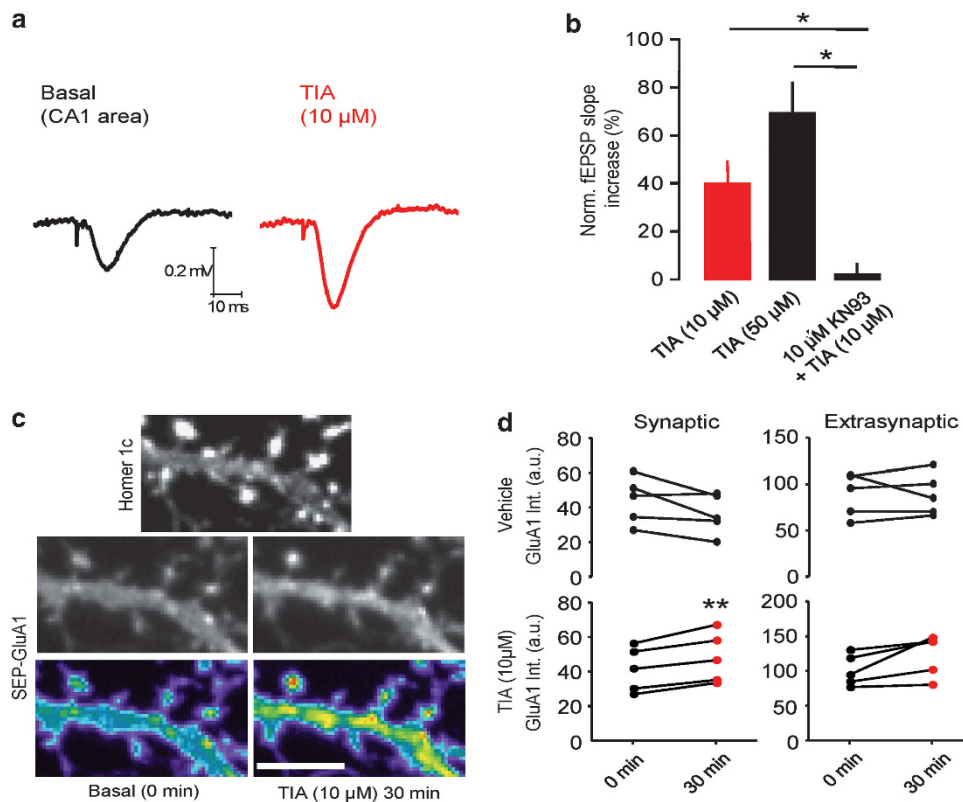 a
Basal
(CA1 area)
TIA
(10 µM)
0.2 mV
10 ms
b
Norm. fEPSP slope
increase (%)
100
80
60
40
20
0
*
*
TIA (10 µM)
TIA (50 µM)
10 µM KN93
+ TIA (10 µM)
c
Homer 1c
SEP-GluA1
Basal (0 min)
TIA (10 µM) 30 min
d
Synaptic
Extrasynaptic
Vehicle
GluA1 Int. (a.u.)
80
60
40
20
0
150
100
50
0
TIA (10µM)
GluA1 Int. (a.u.)
80
60
40
20
0
**
200
150
100
50
0
0 min
30 min
0 min
30 min